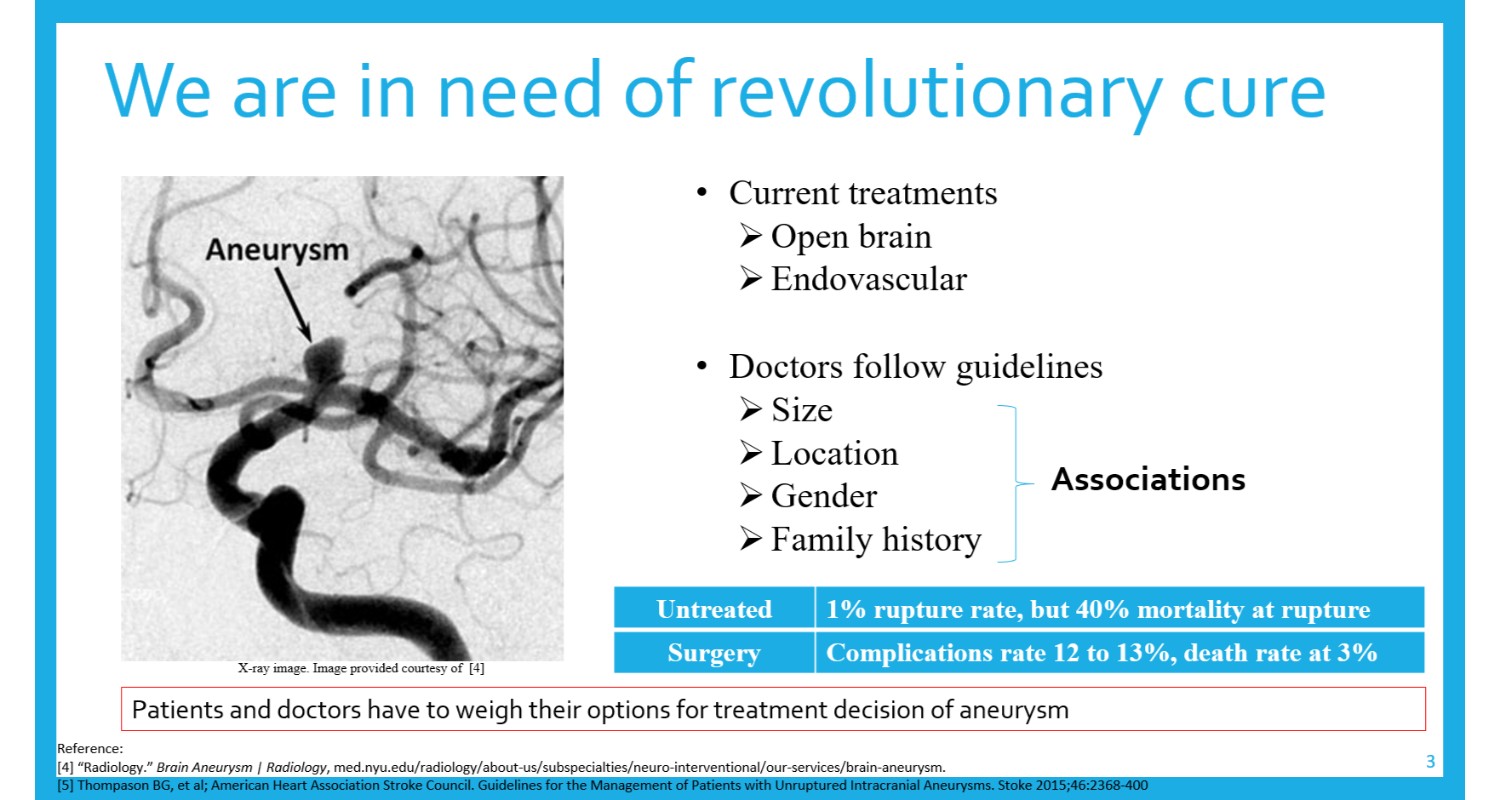 We are in need of revolutionary cure
Aneurysm
X-ray image. Image provided courtesy of [4]
• Current treatments
➢ Open brain
➢ Endovascular
• Doctors follow guidelines
➢ Size
➢ Location
➢ Gender
➢ Family history
Associations
Untreated 1% rupture rate, but 40% mortality at rupture
Surgery Complications rate 12 to 13%, death rate at 3%
Patients and doctors have to weigh their options for treatment decision of aneurysm
Reference:
[4] “Radiology.” Brain Aneurysm | Radiology, med.nyu.edu/radiology/about-us/subspecialties/neuro-interventional/our-services/brain-aneurysm.
[5] Thompason BG, et al; American Heart Association Stroke Council. Guidelines for the Management of Patients with Unruptured Intracranial Aneurysms. Stoke 2015;46:2368-400
3